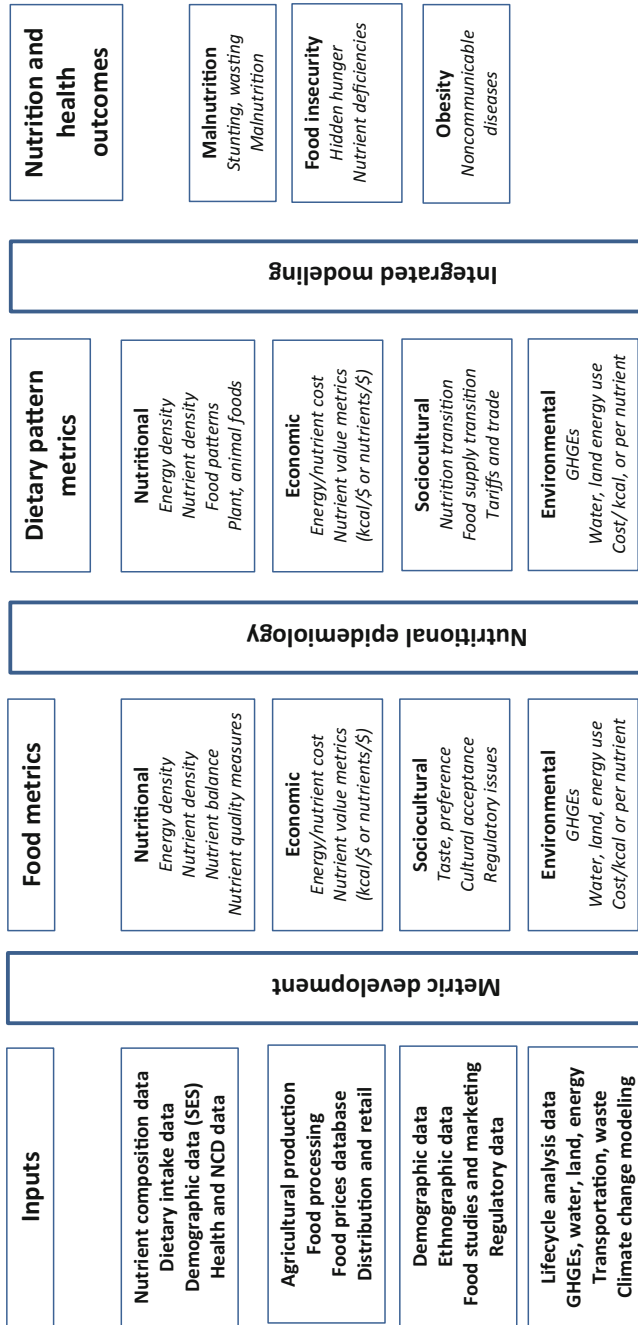 Inputs
Nutrient composition data
Dietary intake data
Demographic data (SES)
Health and NCD data
Agricultural production
Food processing
Food prices database
Distribution and retail
Demographic data
Ethnographic data
Food studies and marketing
Regulatory data
Lifecycle analysis data
GHGEs, water, land, energy
Transportation, waste
Climate change modeling
Metric development
Food metrics
Nutritional
Energy density
Nutrient density
Nutrient balance
Nutrient quality measures
Economic
Energy/nutrient cost
Nutrient value metrics
(kcal/$ or nutrients/$)
Sociocultural
Taste, preference
Cultural acceptance
Regulatory issues
Environmental
GHGEs
Water, land, energy use
Cost/kcal or per nutrient
Nutritional epidemiology
Dietary pattern
metrics
Nutritional
Energy density
Nutrient density
Food patterns
Plant, animal foods
Economic
Energy/nutrient cost
Nutrient value metrics
(kcal/$ or nutrients/$)
Sociocultural
Nutrition transition
Food supply transition
Tariffs and trade
Environmental
GHGEs
Water, land energy use
Cost/ kcal, or per nutrient
Integrated modeling
Nutrition and
health
outcomes
Malnutrition
Stunting, wasting
Malnutrition
Food insecurity
Hidden hunger
Nutrient deficiencies
Obesity
Noncommunicable
diseases